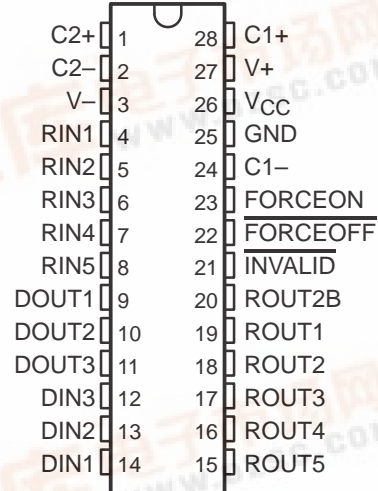 C2+ 1 28 C1+
C2– 2 27 V+
V– 3 26 VCC
RIN1 4 25 GND
RIN2 5 24 C1–
RIN3 6 23 FORCEON
RIN4 7 22 FORCEOFF
RIN5 8 21 INVALID
DOUT1 9 20 ROUT2B
DOUT2 10 19 ROUT1
DOUT3 11 18 ROUT2
DIN3 12 17 ROUT3
DIN2 13 16 ROUT4
DIN1 14 15 ROUT5